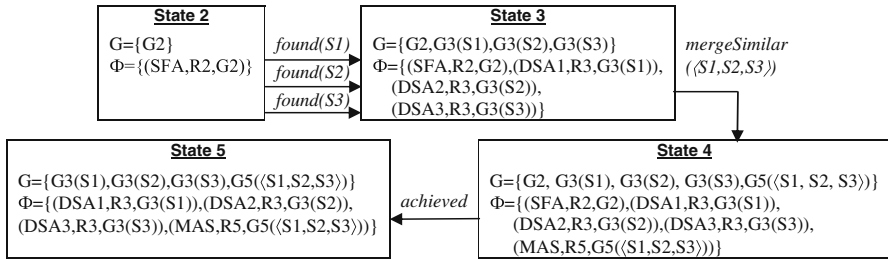 State 2
G={G2}
Φ={(SFA,R2,G2)}
found(S1)
found(S2)
found(S3)
State 3
G={G2,G3(S1),G3(S2),G3(S3)}
Φ={(SFA,R2,G2),(DSA1,R3,G3(S1)),
(DSA2,R3,G3(S2)),
(DSA3,R3,G3(S3))}
mergeSimilar
(⟨S1,S2,S3⟩)
State 5
G={G3(S1),G3(S2),G3(S3),G5(⟨S1,S2,S3⟩)}
Φ={(DSA1,R3,G3(S1)),(DSA2,R3,G3(S2)),
(DSA3,R3,G3(S3)),(MAS,R5,G5(⟨S1,S2,S3⟩))}
achieved
State 4
G={G2, G3(S1), G3(S2), G3(S3),G5(⟨S1, S2, S3⟩)}
Φ={(SFA,R2,G2),(DSA1,R3,G3(S1)),
(DSA2,R3,G3(S2)),(DSA3,R3,G3(S3)),
(MAS,R5,G5(⟨S1,S2,S3⟩))}